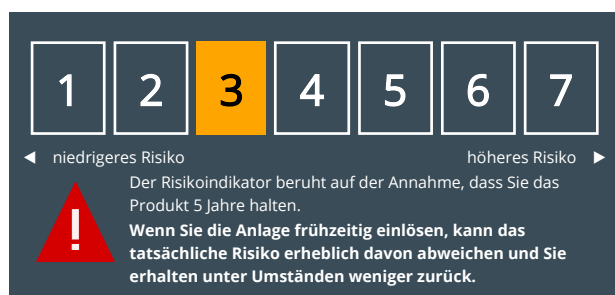 1 2 3 4 5 6 7
niedrigeres Risiko höheres Risiko
Der Risikoindikator beruht auf der Annahme, dass Sie das
Produkt 5 Jahre halten.
Wenn Sie die Anlage frühzeitig einlösen, kann das
tatsächliche Risiko erheblich davon abweichen und Sie
erhalten unter Umständen weniger zurück.